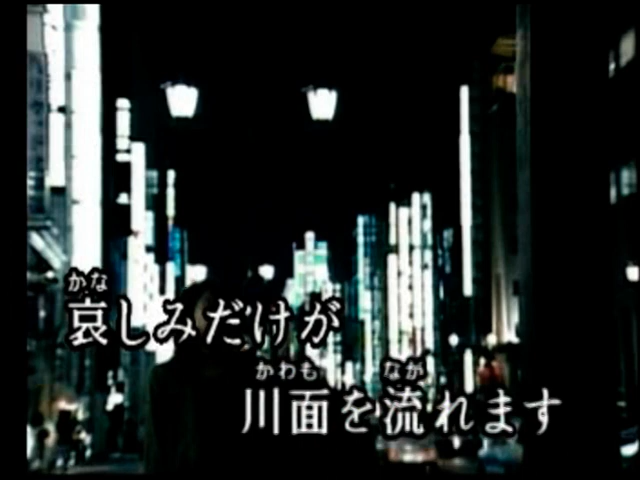 かな
哀しみだけが
かわも なが
川面を流れます